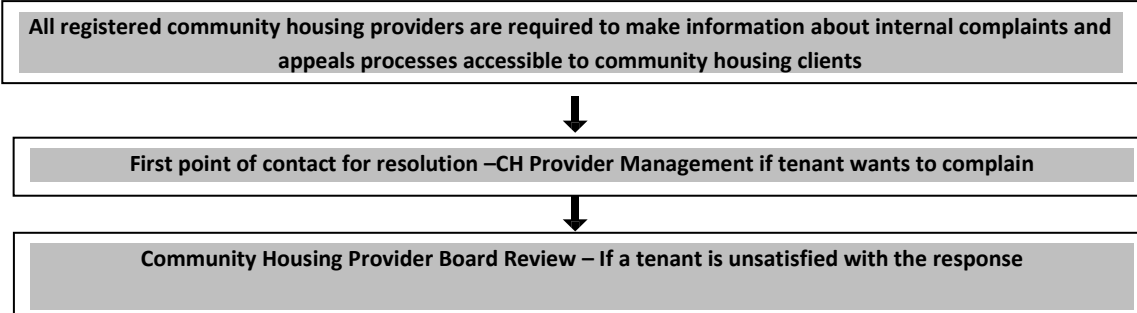 All registered community housing providers are required to make information about internal complaints and
appeals processes accessible to community housing clients
First point of contact for resolution –CH Provider Management if tenant wants to complain
Community Housing Provider Board Review – If a tenant is unsatisfied with the response